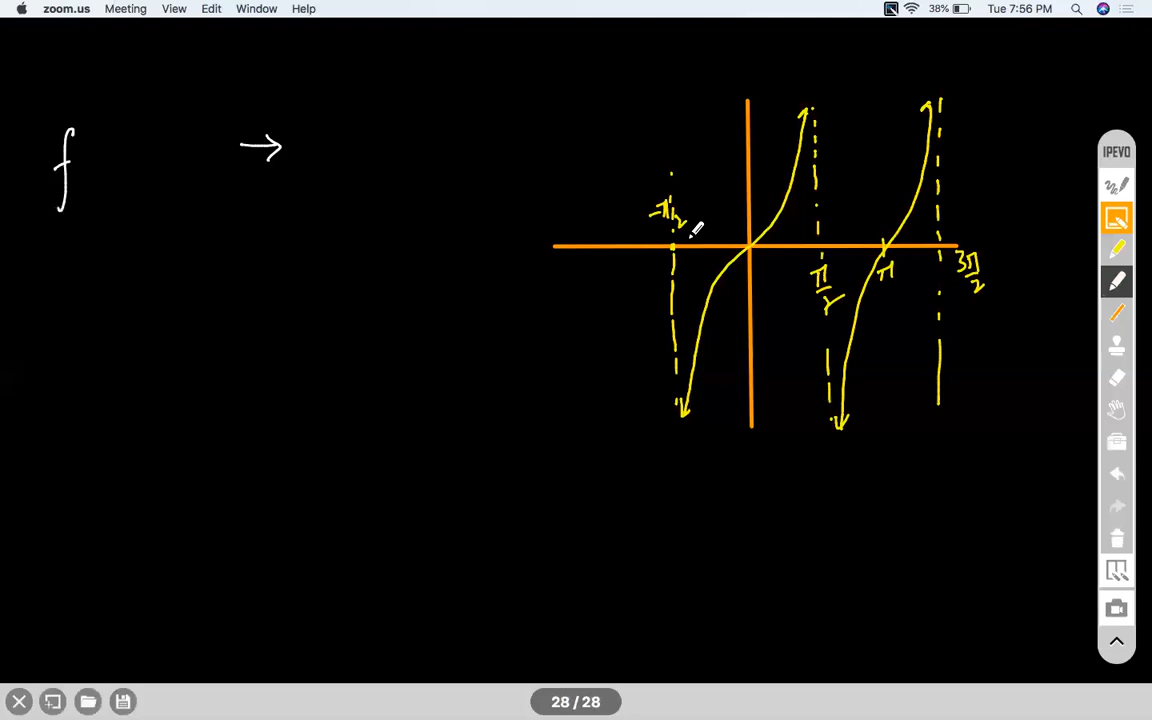 zoom.us Meeting View Edit Window Help 38% Tue 7:56 PM
f →
IPEVO
-π/2
π/2
π
3π/2
28 / 28